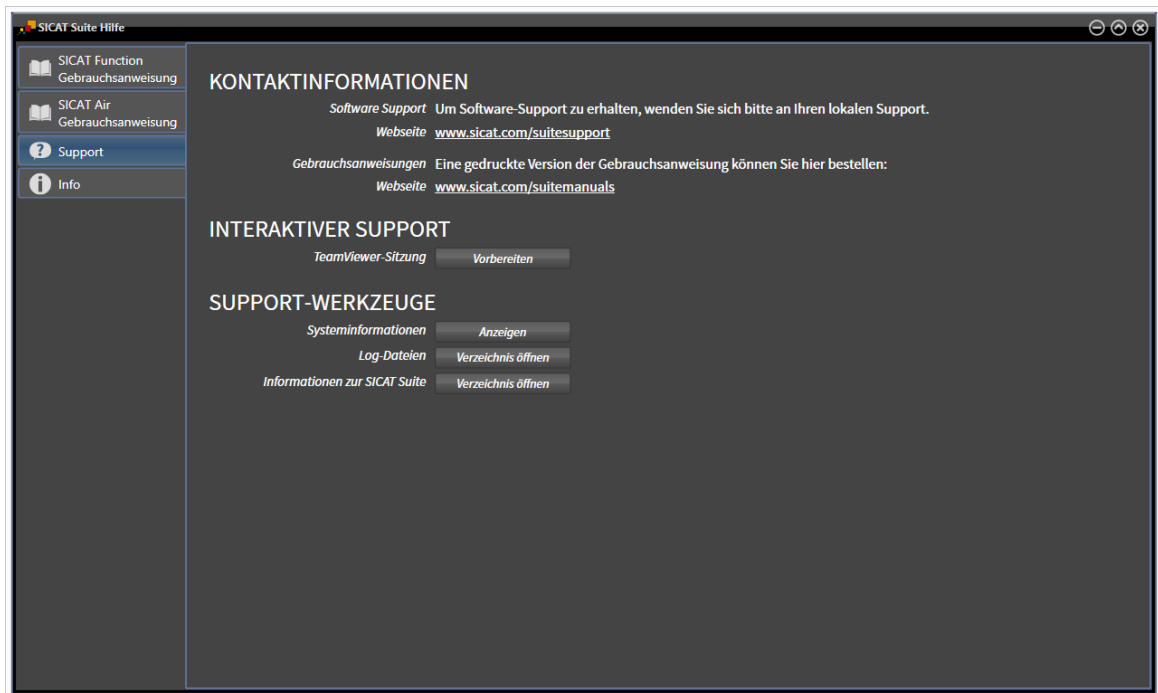 SICAT Suite Hilfe
SICAT Function
Gebrauchsanweisung
SICAT Air
Gebrauchsanweisung
Support
Info
KONTAKTINFORMATIONEN
Software Support Um Software-Support zu erhalten, wenden Sie sich bitte an Ihren lokalen Support.
Webseite www.sicat.com/suitesupport
Gebrauchsanweisungen Eine gedruckte Version der Gebrauchsanweisung können Sie hier bestellen:
Webseite www.sicat.com/suitemanuals
INTERAKTIVER SUPPORT
TeamViewer-Sitzung Vorbereiten
SUPPORT-WERKZEUGE
Systeminformationen Anzeigen
Log-Dateien Verzeichnis öffnen
Informationen zur SICAT Suite Verzeichnis öffnen